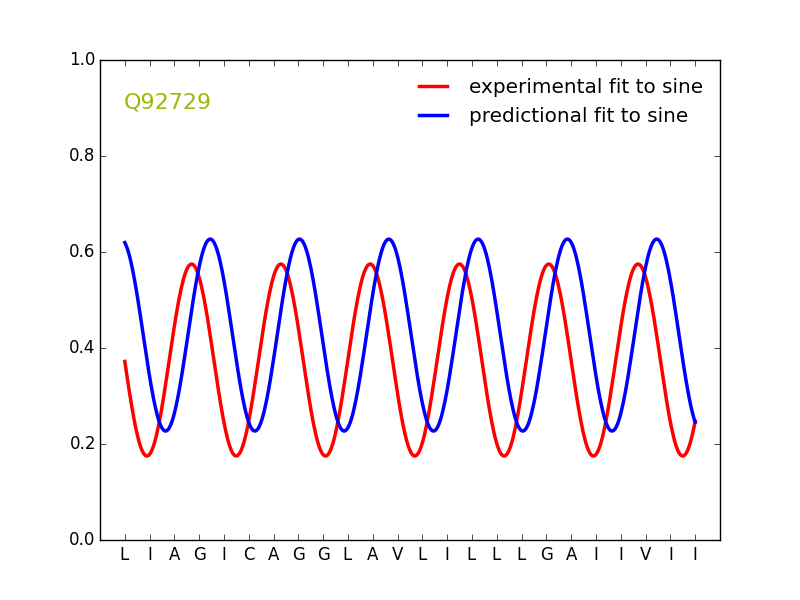 1.0
Q92729
experimental fit to sine
predictional fit to sine
0.8
0.6
0.4
0.2
0.0
L I A G I C A G G L A V L I L L L G A I I V I I